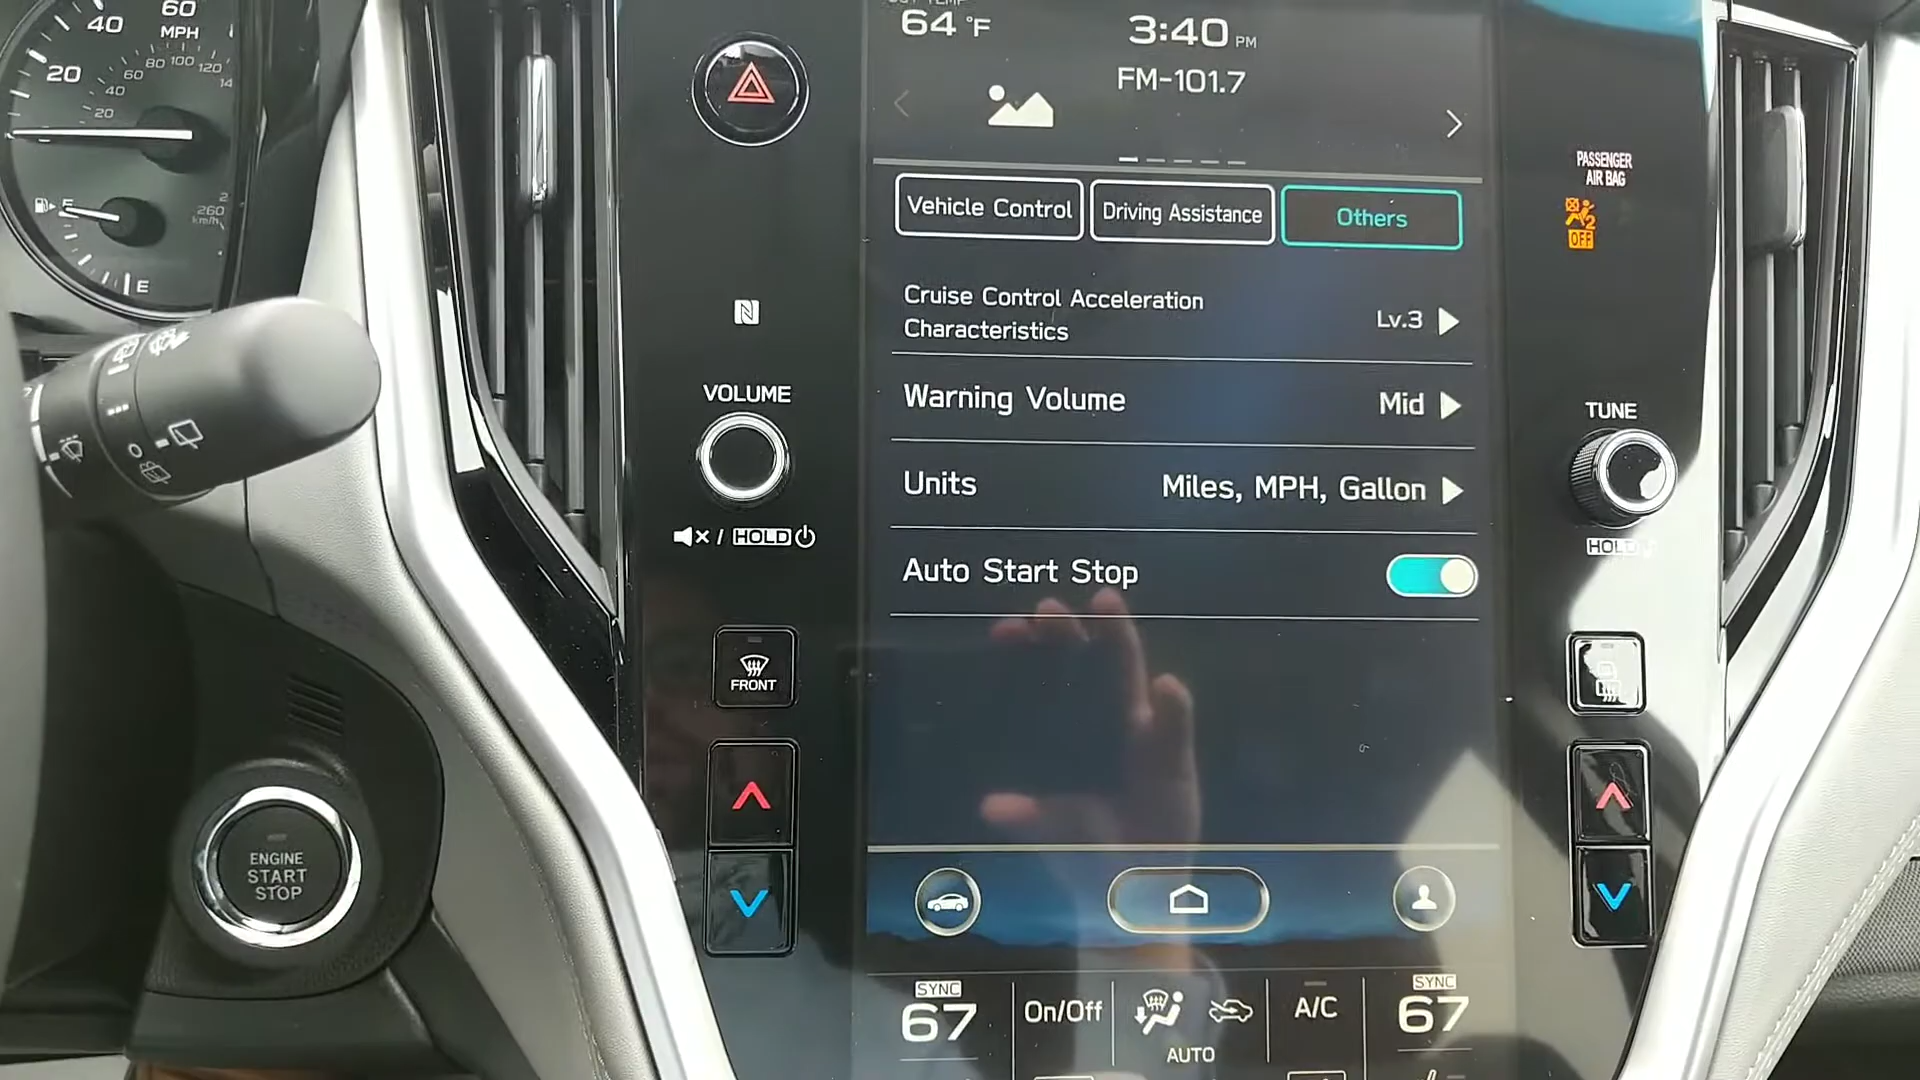 60
MPH
40
20
80
100
120
60
40
20
260
km/h
F
E
64 °F
3:40 PM
FM-101.7
PASSENGER
AIR BAG
2
OFF
Vehicle Control
Driving Assistance
Others
Cruise Control Acceleration
Characteristics
Lv.3
Warning Volume
Mid
Units
Miles, MPH, Gallon
Auto Start Stop
VOLUME
/ HOLD
TUNE
HOLD
FRONT
ENGINE
START
STOP
SYNC
67
On/Off
AUTO
A/C
SYNC
67